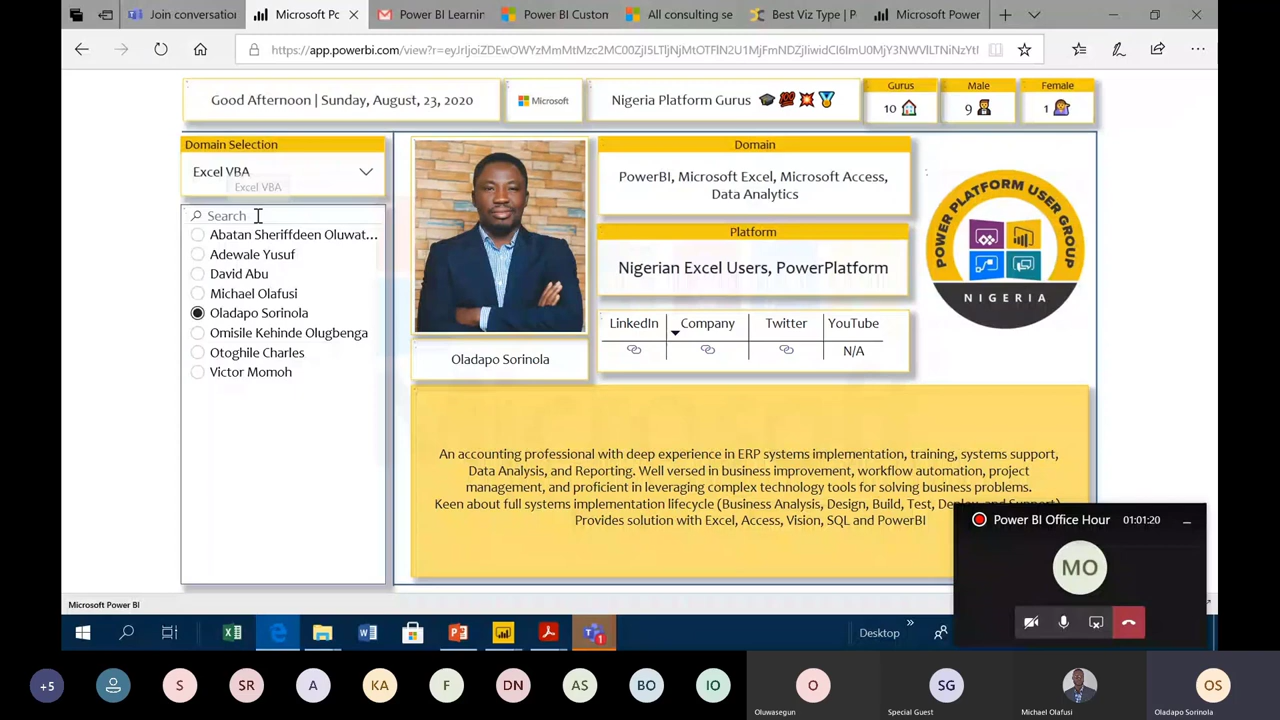 Join conversation
Microsoft Po
Power BI Learnin
Power BI Custom
All consulting se
Best Viz Type | P
Microsoft Power
Good Afternoon | Sunday, August, 23, 2020
Microsoft
Nigeria Platform Gurus
Gurus
10
Male
9
Female
1
Domain Selection
Excel VBA
Excel VBA
Search
Abatan Sheriffdeen Oluwat...
Adewale Yusuf
David Abu
Michael Olafusi
Oladapo Sorinola
Omisile Kehinde Olugbenga
Otoghile Charles
Victor Momoh
Oladapo Sorinola
Domain
PowerBI, Microsoft Excel, Microsoft Access,
Data Analytics
Platform
Nigerian Excel Users, PowerPlatform
LinkedIn Company Twitter YouTube
N/A
POWER PLATFORM USER GROUP
NIGERIA
An accounting professional with deep experience in ERP systems implementation, training, systems support,
Data Analysis, and Reporting. Well versed in business improvement, workflow automation, project
management, and proficient in leveraging complex technology tools for solving business problems.
Keen about full systems implementation lifecycle (Business Analysis, Design, Build, Test, Deploy, and Support)
Provides solution with Excel, Access, Vision, SQL and PowerBI
Power BI Office Hour 01:01:20
MO
Microsoft Power BI
Desktop
+5 S SR A KA F DN AS BO IO O SG OS
Oluwasegun
Special Guest
Michael Olafusi
Oladapo Sorinola